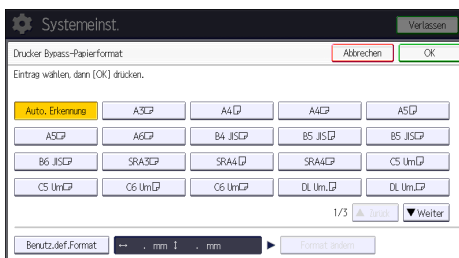 Systemeinst.
Verlassen
Drucker Bypass-Papierformat
Abbrechen
OK
Eintrag wählen, dann [OK] drücken.
Auto. Erkennung
A3
A4
A4
A5
A5
A6
B4 JIS
B5 JIS
B5 JIS
B6 JIS
SRA3
SRA4
SRA4
C5 Um
C5 Um
C6 Um
C6 Um
DL Um.
DL Um.
1/3
▲ Zurück
▼ Weiter
Benutz.def.Format
↔ . mm ↕ . mm
Format ändern